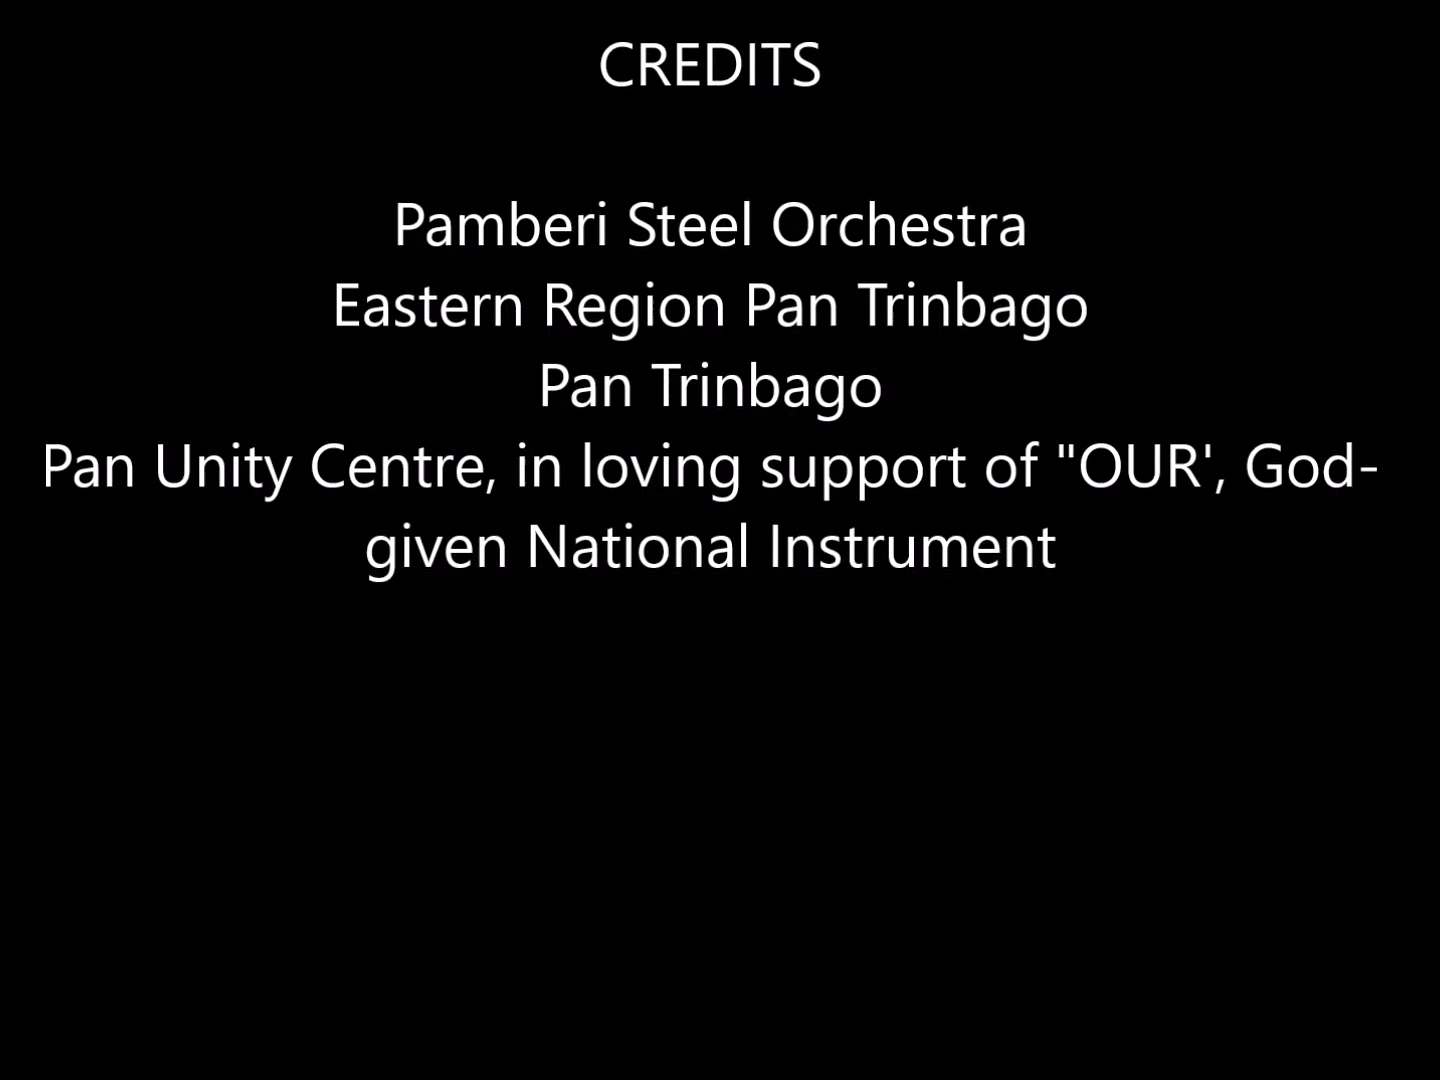 CREDITS
Pamberi Steel Orchestra
Eastern Region Pan Trinbago
Pan Trinbago
Pan Unity Centre, in loving support of "OUR', God-
given National Instrument